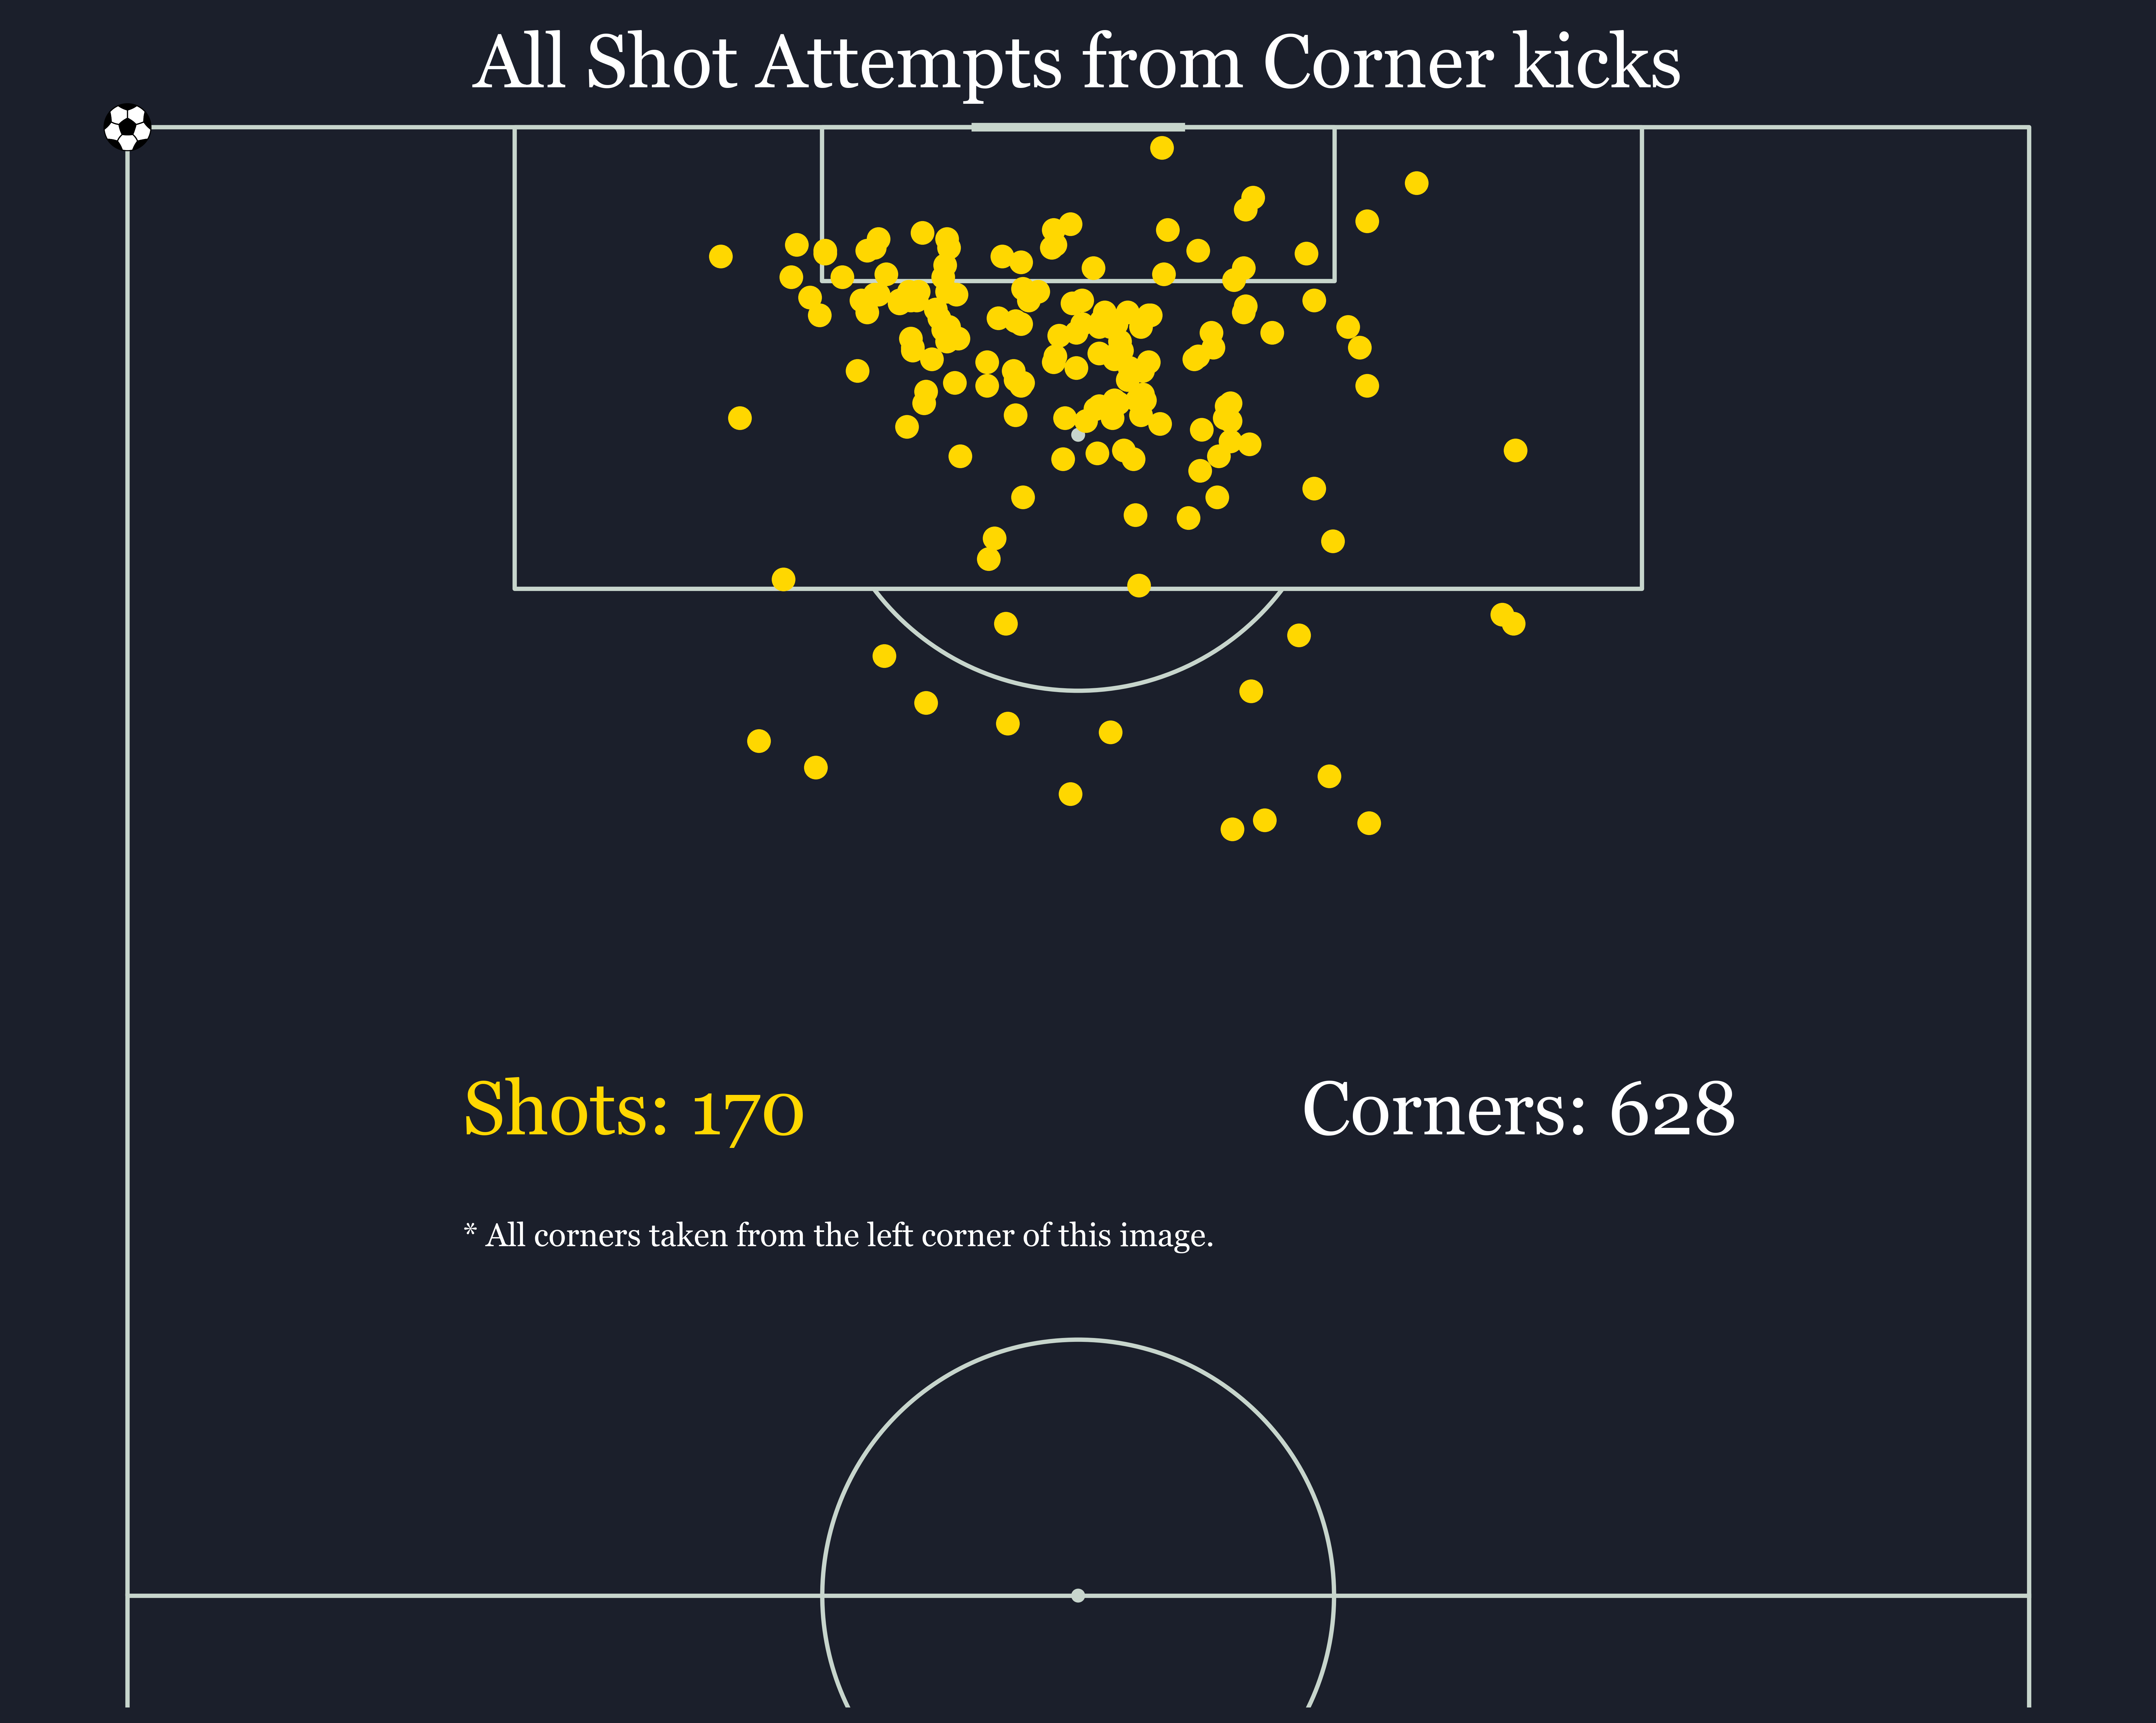 All Shot Attempts from Corner kicks
Shots: 170
Corners: 628
* All corners taken from the left corner of this image.